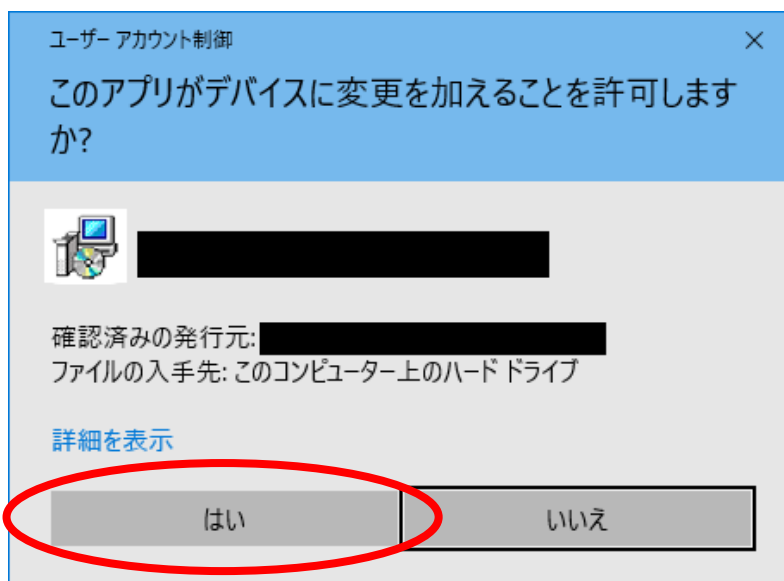 ユーザー アカウント制御
このアプリがデバイスに変更を加えることを許可します
か?
確認済みの発行元:
ファイルの入手先: このコンピューター上のハード ドライブ
詳細を表示
はい
いいえ